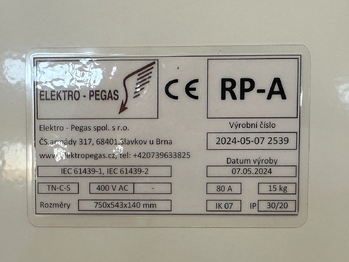 ELEKTRO - PEGAS
CE
RP-A
Elektro - Pegas spol. s r.o.
ČS armády 317, 68401 Slavkov u Brna
www.elektropegas.cz, tel: +420739633825
Výrobní číslo
2024-05-07 2539
Datum výroby
07.05.2024
IEC 61439-1, IEC 61439-2
TN-C-S 400 V AC - 80 A 15 kg
Rozměry 750x543x140 mm IK 07 IP 30/20